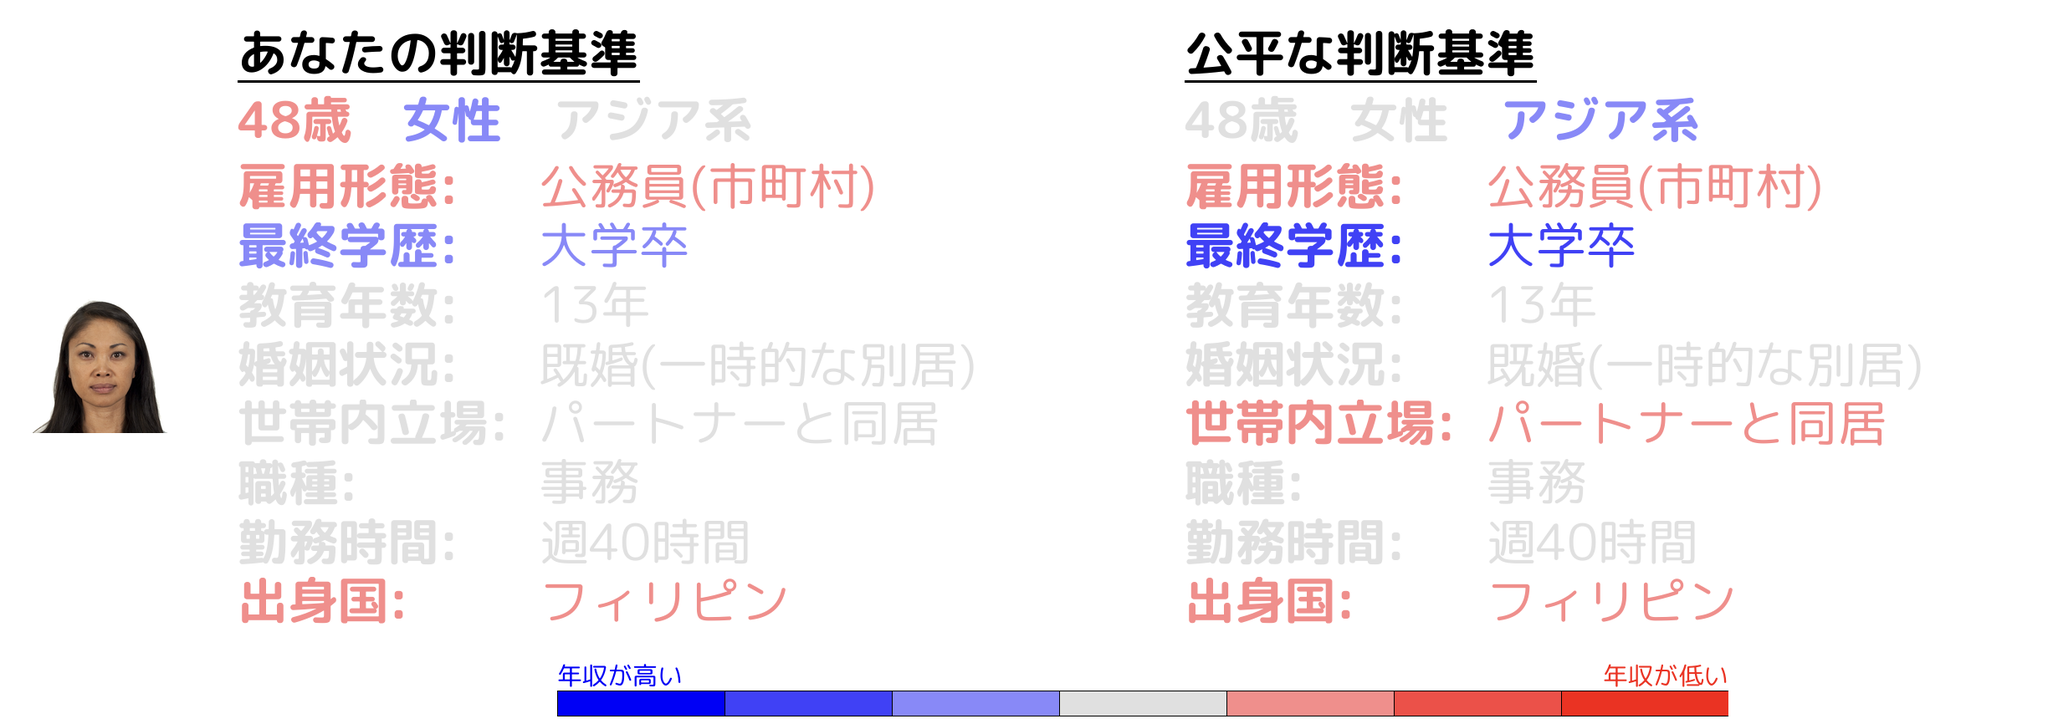 あなたの判断基準
48歳 女性 アジア系
雇用形態: 公務員(市町村)
最終学歴: 大学卒
教育年数: 13年
婚姻状況: 既婚(一時的な別居)
世帯内立場: パートナーと同居
職種: 事務
勤務時間: 週40時間
出身国: フィリピン
公平な判断基準
48歳 女性 アジア系
雇用形態: 公務員(市町村)
最終学歴: 大学卒
教育年数: 13年
婚姻状況: 既婚(一時的な別居)
世帯内立場: パートナーと同居
職種: 事務
勤務時間: 週40時間
出身国: フィリピン
年収が高い 年収が低い